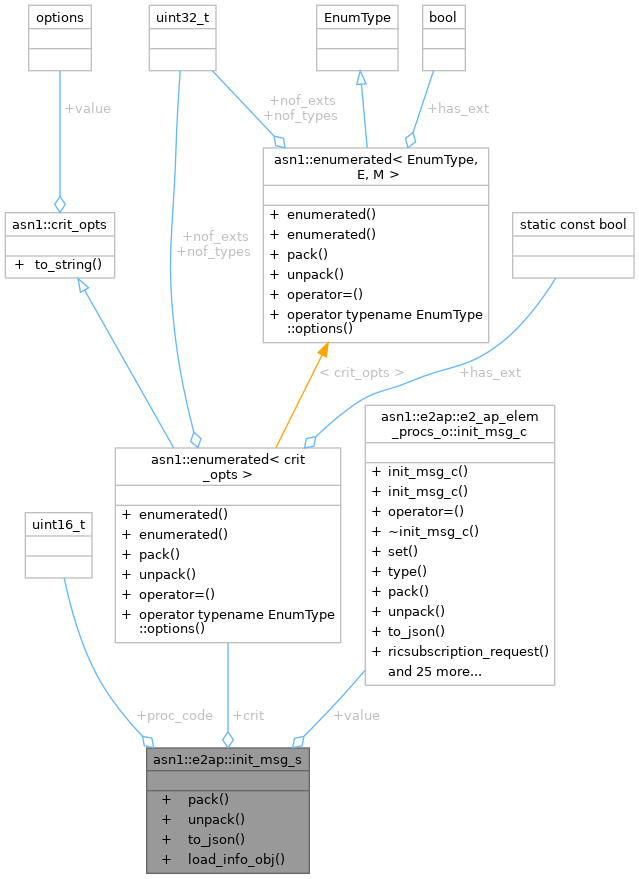 options
uint32_t
EnumType
bool
+value
+nof_exts
+nof_types
+has_ext
asn1::enumerated< EnumType,
E, M >
+ enumerated()
+ enumerated()
+ pack()
+ unpack()
+ operator=()
+ operator typename EnumType
::options()
asn1::crit_opts
+ to_string()
static const bool
+nof_exts
+nof_types
< crit_opts >
+has_ext
asn1::e2ap::e2_ap_elem
_procs_o::init_msg_c
+ init_msg_c()
+ init_msg_c()
+ operator=()
+ ~init_msg_c()
+ set()
+ type()
+ pack()
+ unpack()
+ to_json()
+ ricsubscription_request()
and 25 more...
asn1::enumerated< crit
_opts >
+ enumerated()
+ enumerated()
+ pack()
+ unpack()
+ operator=()
+ operator typename EnumType
::options()
uint16_t
+proc_code
+crit
+value
asn1::e2ap::init_msg_s
+ pack()
+ unpack()
+ to_json()
+ load_info_obj()